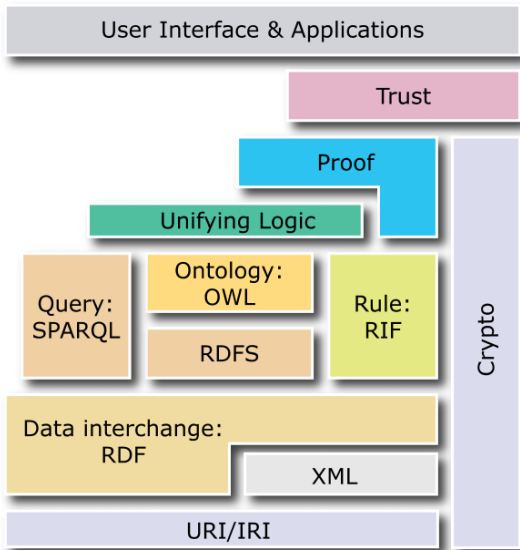 User Interface & Applications
Trust
Proof
Unifying Logic
Query:
SPARQL
Ontology:
OWL
RDFS
Rule:
RIF
Crypto
Data interchange:
RDF
XML
URI/IRI